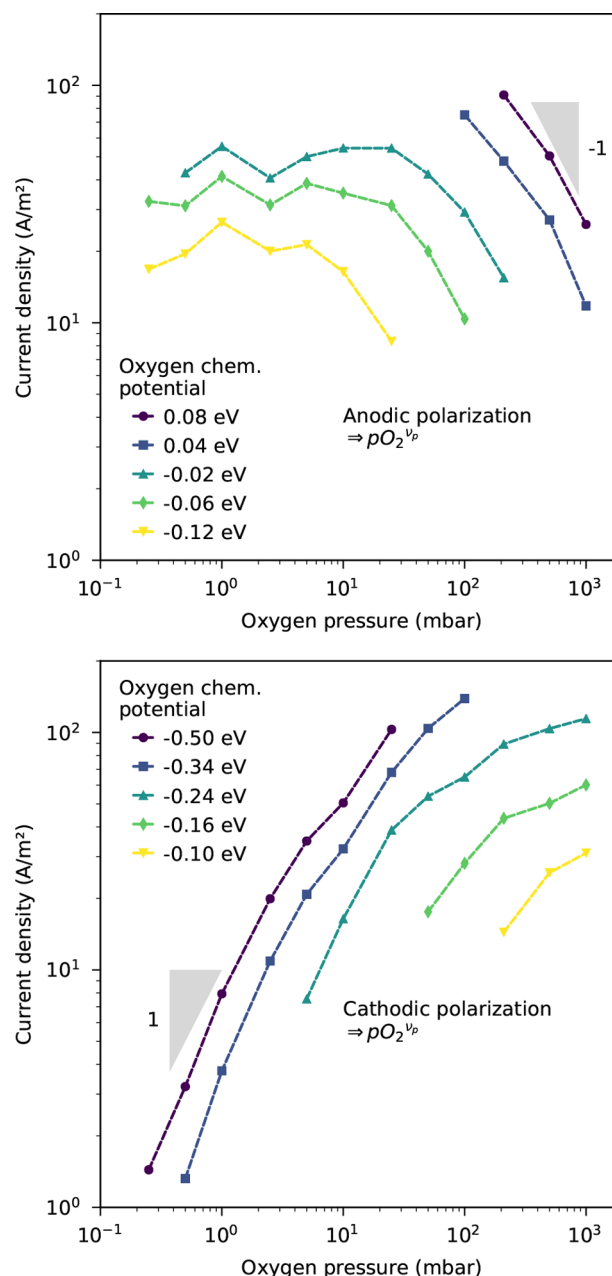 10²
10¹
10⁰
Current density (A/m²)
-1
Oxygen chem.
potential
0.08 eV
0.04 eV
-0.02 eV
-0.06 eV
-0.12 eV
Anodic polarization
⇒ pO₂^νₚ
10⁻¹ 10⁰ 10¹ 10² 10³
Oxygen pressure (mbar)
Oxygen chem.
potential
-0.50 eV
-0.34 eV
-0.24 eV
-0.16 eV
-0.10 eV
10²
10¹
10⁰
Current density (A/m²)
1
Cathodic polarization
⇒ pO₂^νₚ
10⁻¹ 10⁰ 10¹ 10² 10³
Oxygen pressure (mbar)